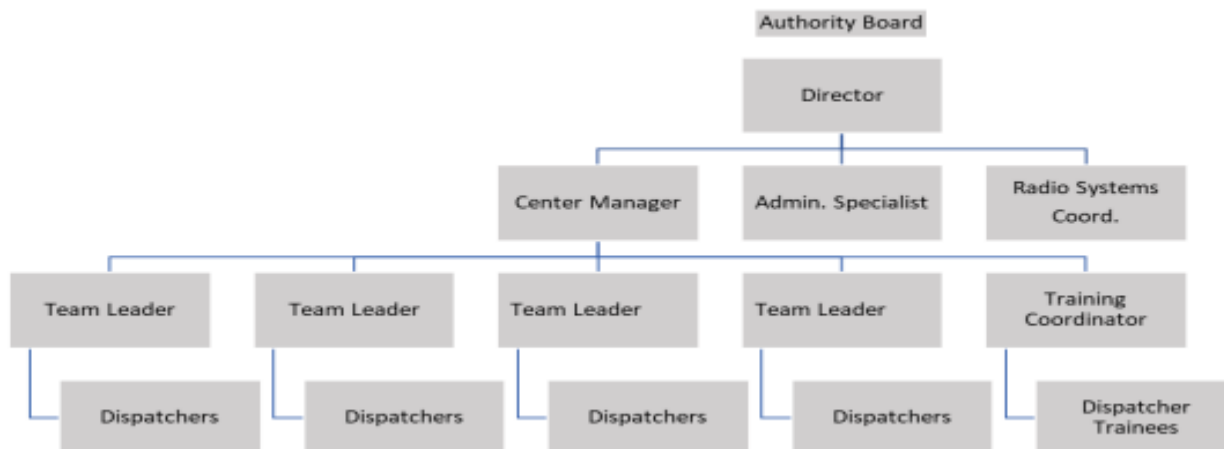 Authority Board
Director
Center Manager
Admin. Specialist
Radio Systems
Coord.
Team Leader
Team Leader
Team Leader
Team Leader
Training
Coordinator
Dispatchers
Dispatchers
Dispatchers
Dispatchers
Dispatcher
Trainees